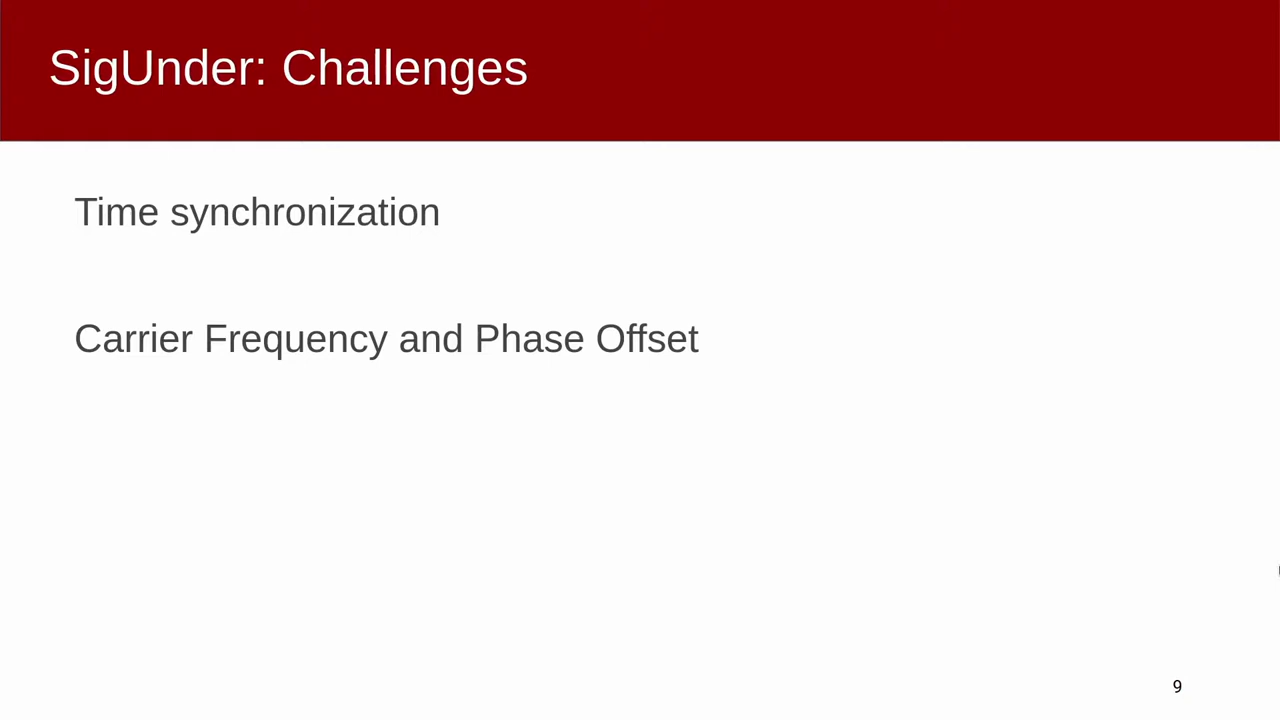 SigUnder: Challenges
Time synchronization
Carrier Frequency and Phase Offset
9